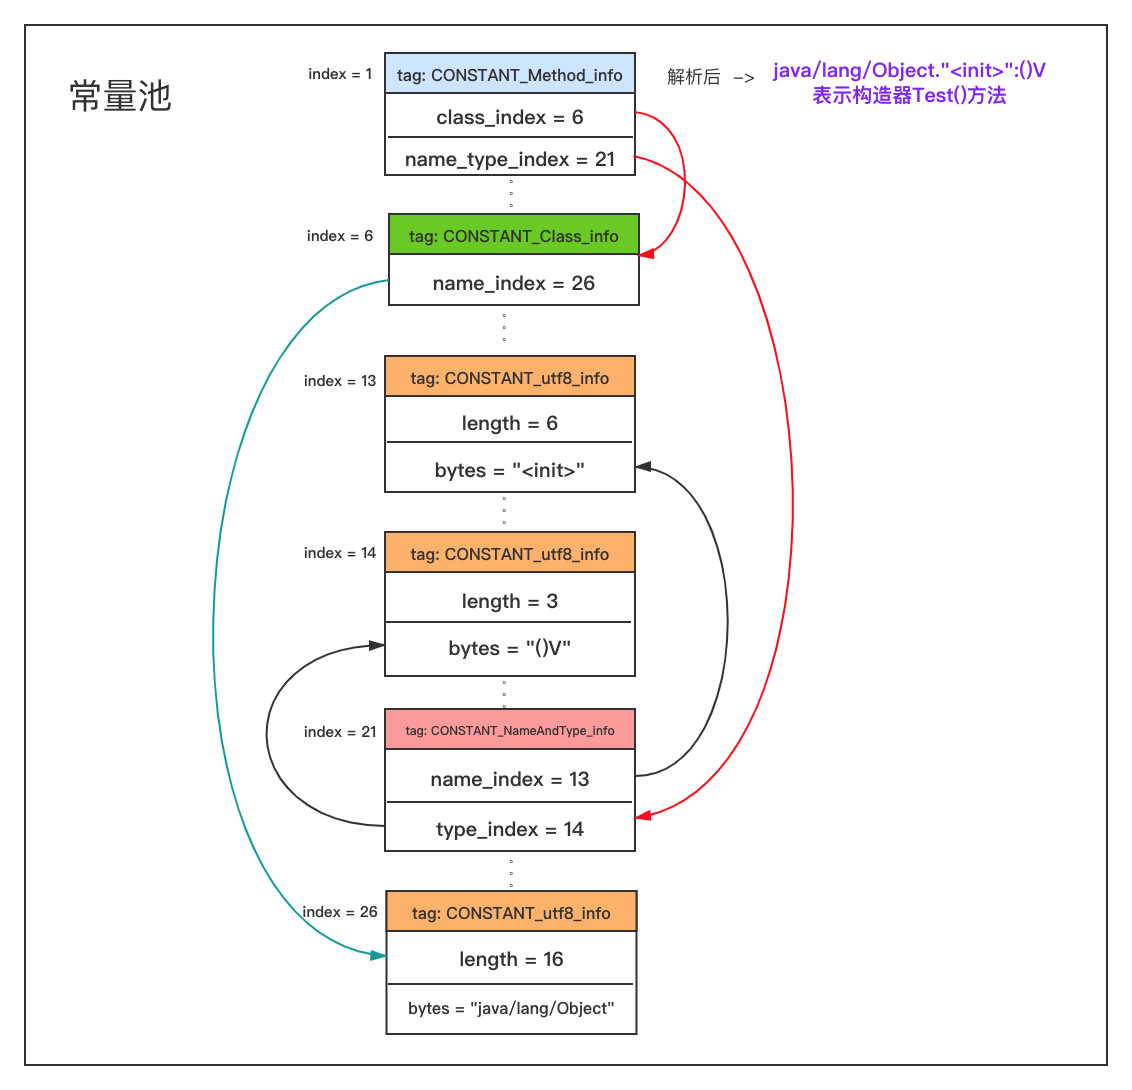 常量池
index = 1
tag: CONSTANT_Method_info
解析后 -> java/lang/Object."<init>":()V
表示构造器Test()方法
class_index = 6
name_type_index = 21
index = 6
tag: CONSTANT_Class_info
name_index = 26
index = 13
tag: CONSTANT_utf8_info
length = 6
bytes = "<init>"
index = 14
tag: CONSTANT_utf8_info
length = 3
bytes = "()V"
index = 21
tag: CONSTANT_NameAndType_info
name_index = 13
type_index = 14
index = 26
tag: CONSTANT_utf8_info
length = 16
bytes = "java/lang/Object"